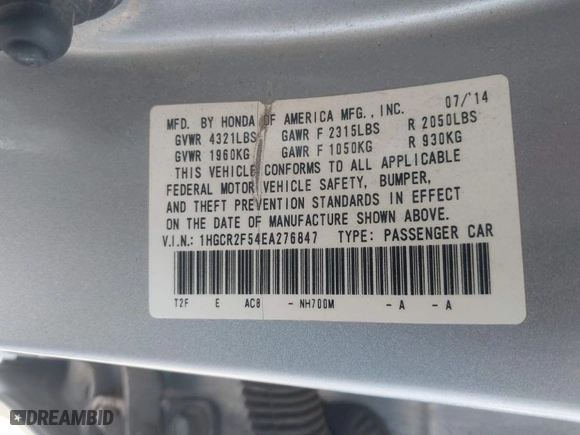 MFD. BY HONDA OF AMERICA MFG., INC. 07/'14
GVWR 4321LBS GAWR F 2315LBS R 2050LBS
GVWR 1960KG GAWR F 1050KG R 930KG
THIS VEHICLE CONFORMS TO ALL APPLICABLE
FEDERAL MOTOR VEHICLE SAFETY, BUMPER,
AND THEFT PREVENTION STANDARDS IN EFFECT
ON THE DATE OF MANUFACTURE SHOWN ABOVE.
V.I.N.: 1HGCR2F54EA276847 TYPE: PASSENGER CAR
T2F E AC8 - NH700M - A - A
DREAMBID